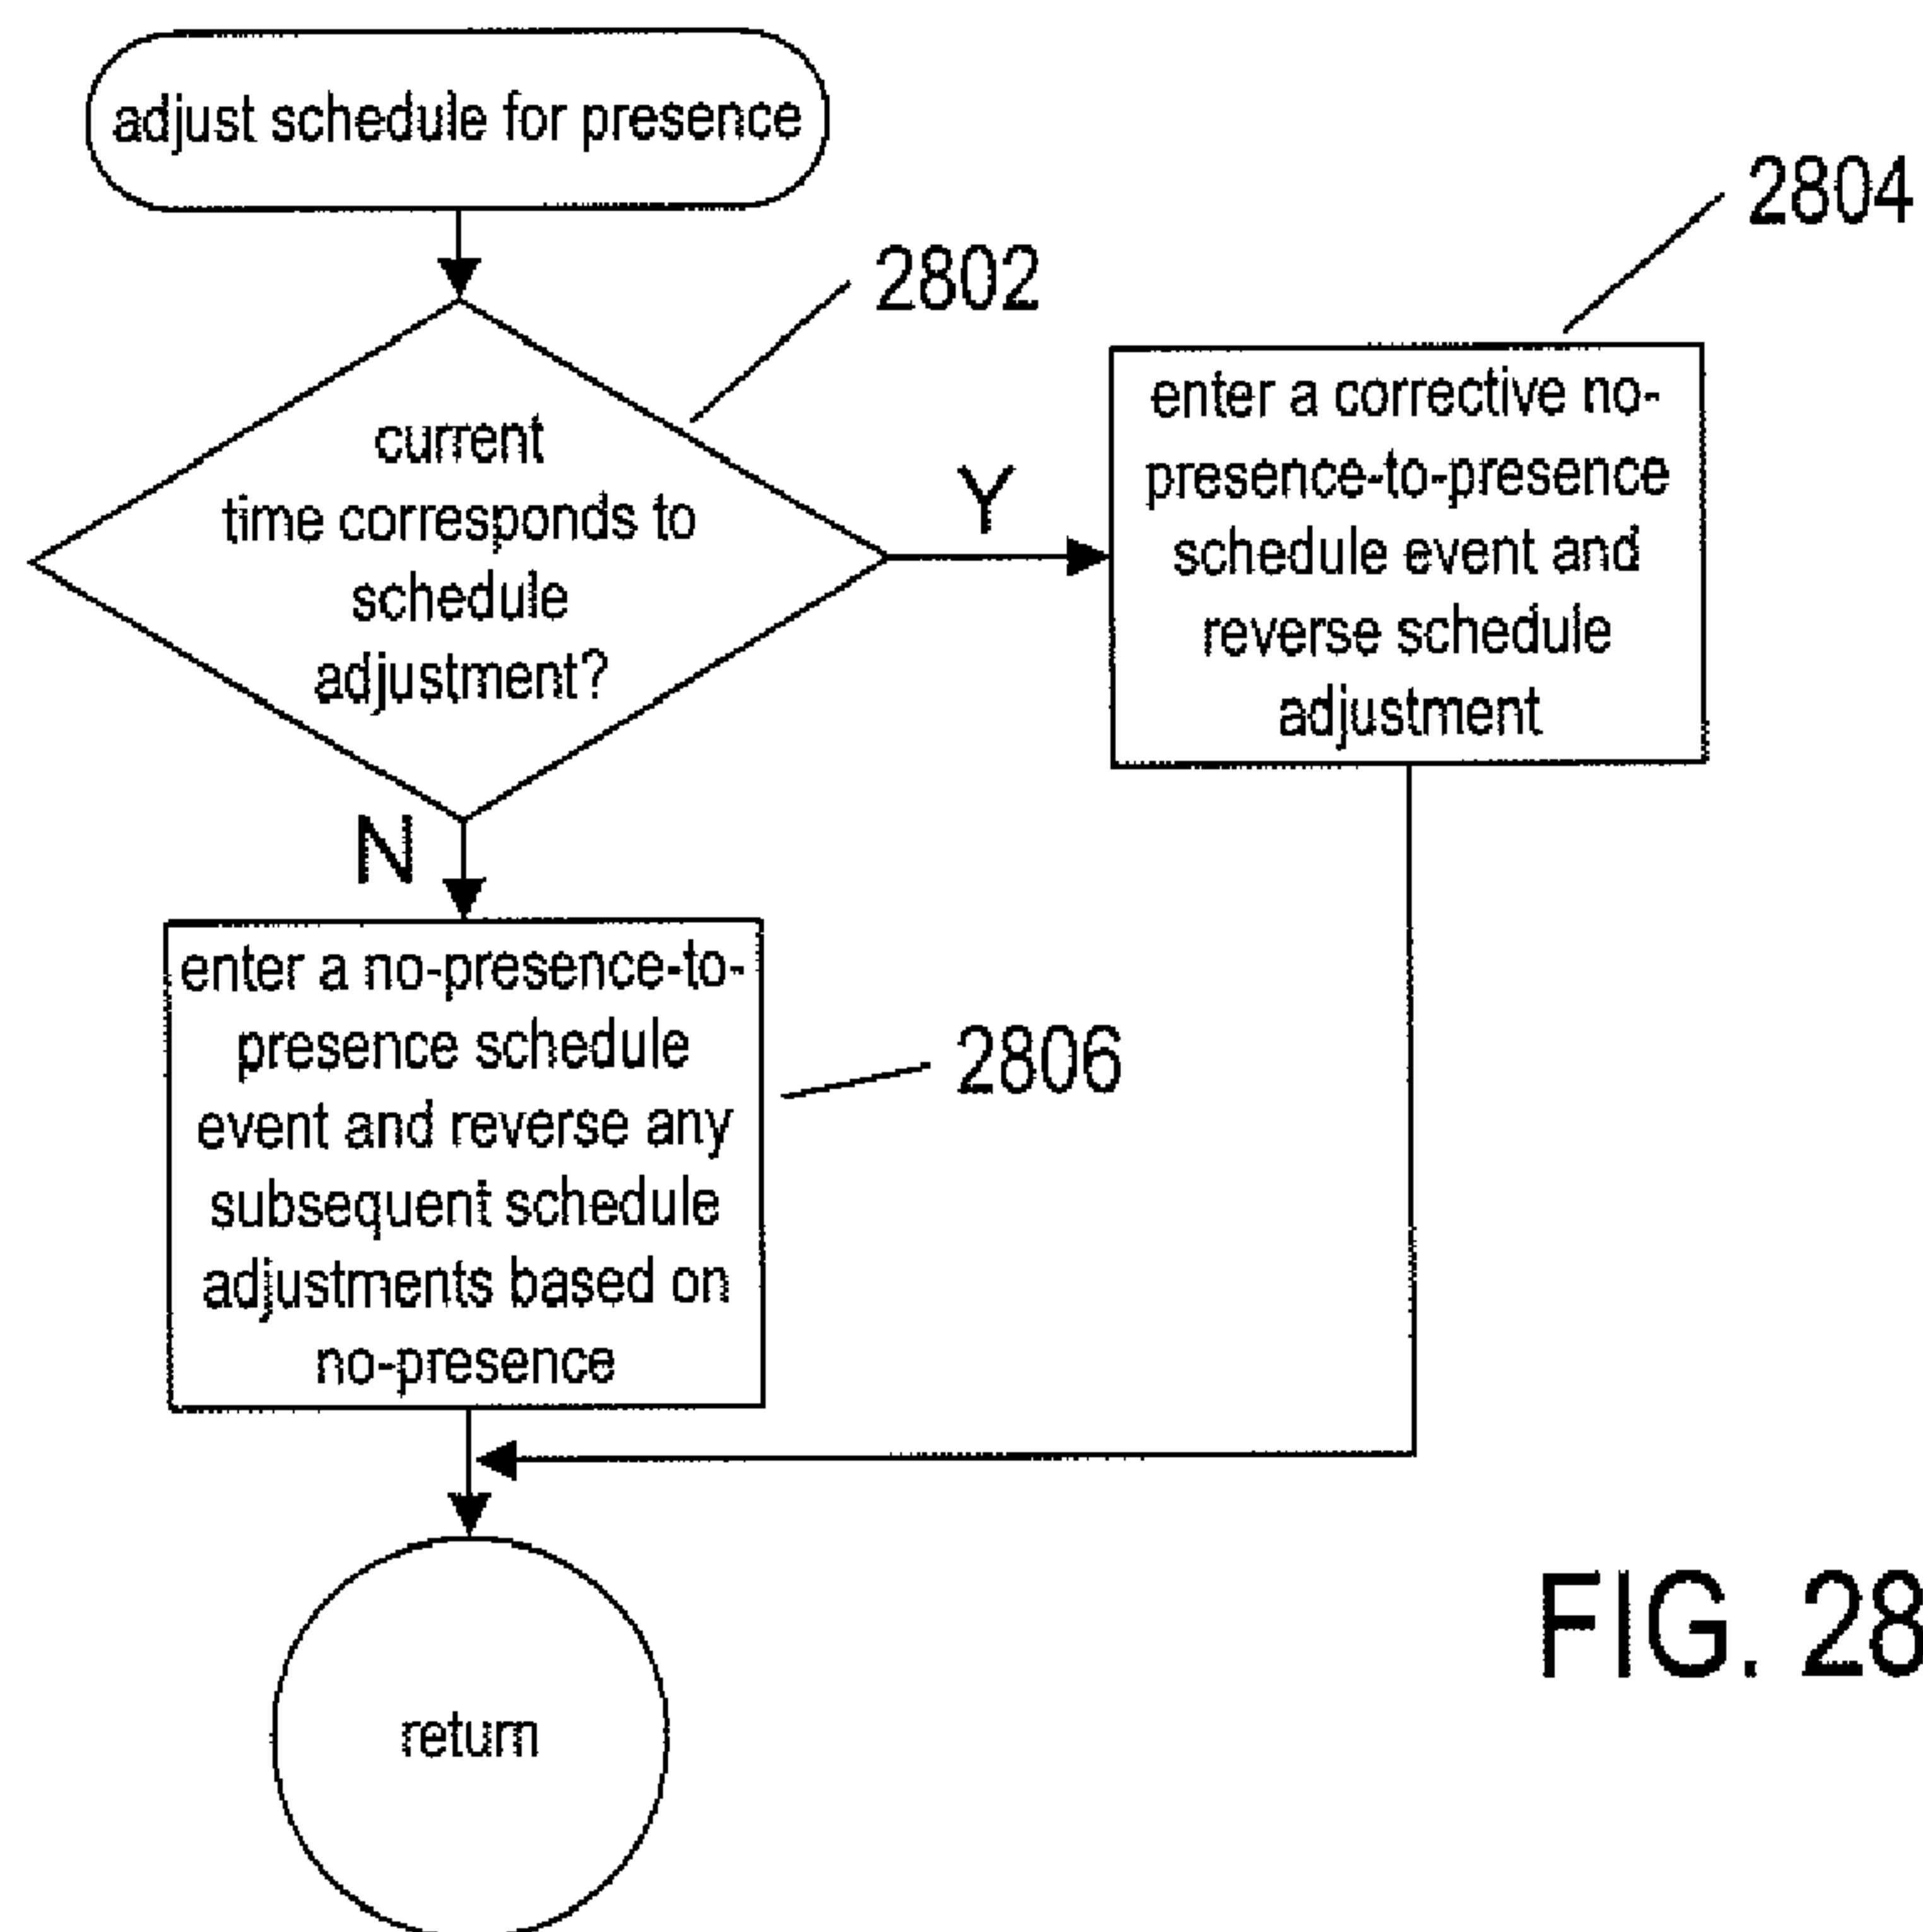 adjust schedule for presence
2802
2804
current
time corresponds to
schedule
adjustment?
Y
enter a corrective no-
presence-to-presence
schedule event and
reverse schedule
adjustment
N
enter a no-presence-to-
presence schedule
event and reverse any
subsequent schedule
adjustments based on
no-presence
2806
return
FIG. 28